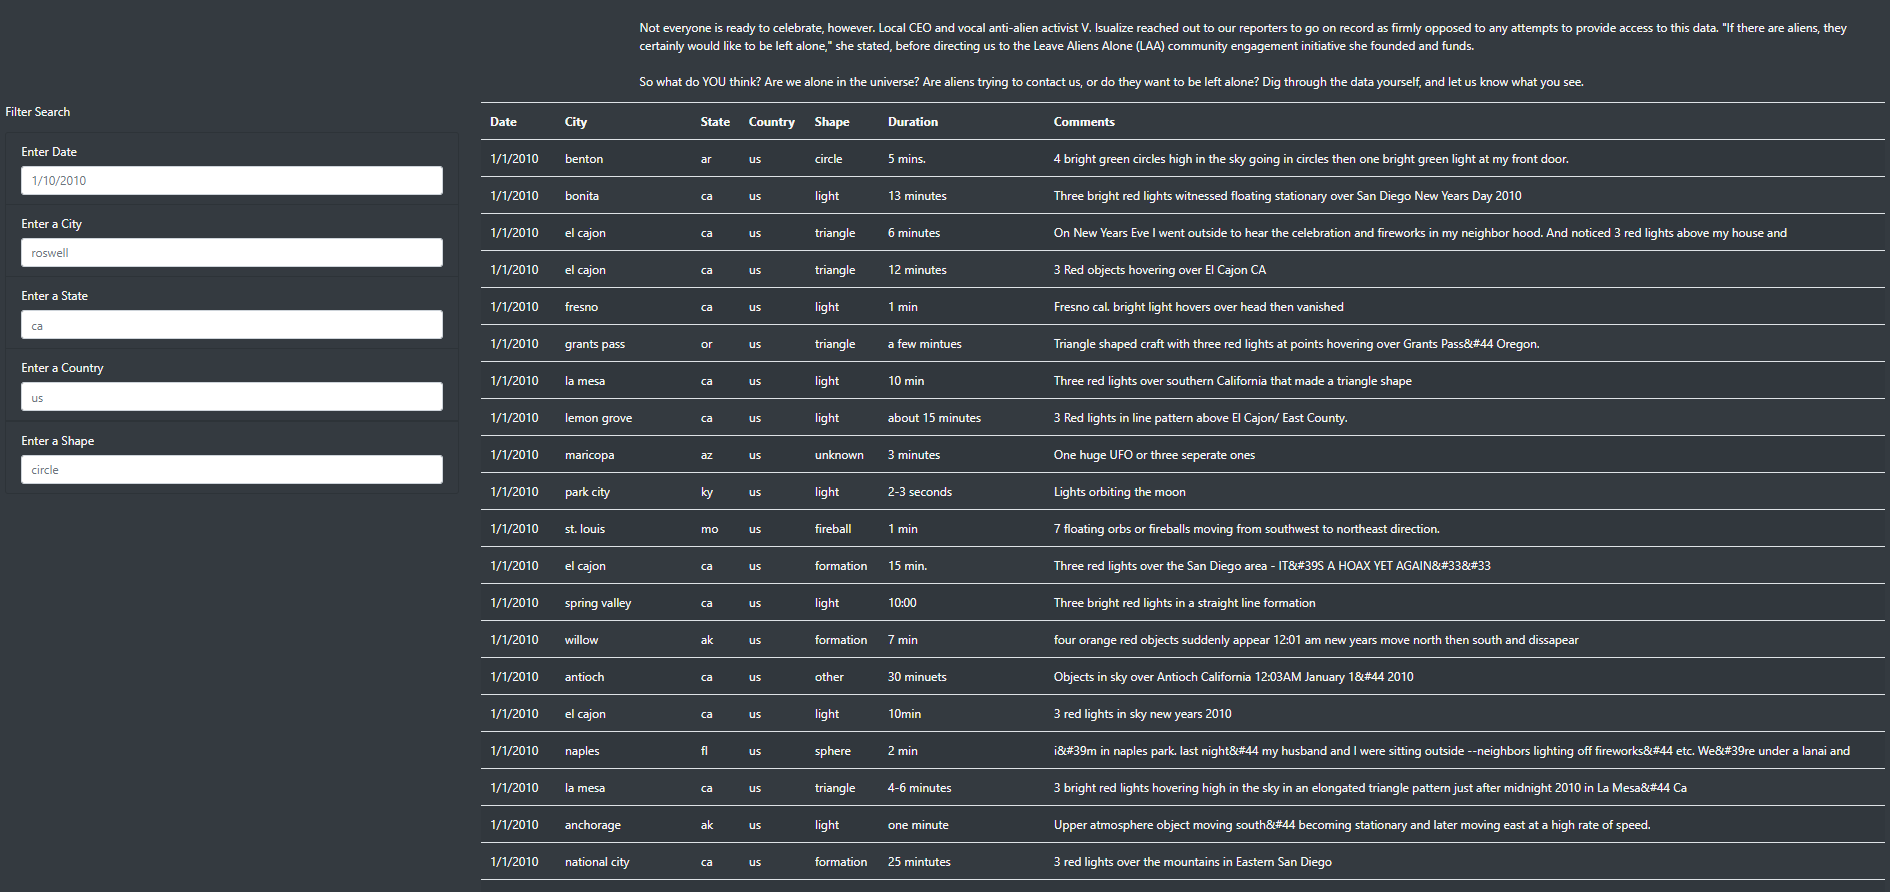 Not everyone is ready to celebrate, however. Local CEO and vocal anti-alien activist V. Isualize reached out to our reporters to go on record as firmly opposed to any attempts to provide access to this data. "If there are aliens, they
certainly would like to be left alone," she stated, before directing us to the Leave Aliens Alone (LAA) community engagement initiative she founded and funds.
So what do YOU think? Are we alone in the universe? Are aliens trying to contact us, or do they want to be left alone? Dig through the data yourself, and let us know what you see.
Filter Search
Enter Date
1/10/2010
Enter a City
roswell
Enter a State
ca
Enter a Country
us
Enter a Shape
circle
Date City State Country Shape Duration Comments
1/1/2010 benton ar us circle 5 mins. 4 bright green circles high in the sky going in circles then one bright green light at my front door.
1/1/2010 bonita ca us light 13 minutes Three bright red lights witnessed floating stationary over San Diego New Years Day 2010
1/1/2010 el cajon ca us triangle 6 minutes On New Years Eve I went outside to hear the celebration and fireworks in my neighbor hood. And noticed 3 red lights above my house and
1/1/2010 el cajon ca us triangle 12 minutes 3 Red objects hovering over El Cajon CA
1/1/2010 fresno ca us light 1 min Fresno cal. bright light hovers over head then vanished
1/1/2010 grants pass or us triangle a few mintues Triangle shaped craft with three red lights at points hovering over Grants Pass&#44 Oregon.
1/1/2010 la mesa ca us light 10 min Three red lights over southern California that made a triangle shape
1/1/2010 lemon grove ca us light about 15 minutes 3 Red lights in line pattern above El Cajon/ East County.
1/1/2010 maricopa az us unknown 3 minutes One huge UFO or three seperate ones
1/1/2010 park city ky us light 2-3 seconds Lights orbiting the moon
1/1/2010 st. louis mo us fireball 1 min 7 floating orbs or fireballs moving from southwest to northeast direction.
1/1/2010 el cajon ca us formation 15 min. Three red lights over the San Diego area - IT&#39S A HOAX YET AGAIN&#33&#33
1/1/2010 spring valley ca us light 10:00 Three bright red lights in a straight line formation
1/1/2010 willow ak us formation 7 min four orange red objects suddenly appear 12:01 am new years move north then south and dissapear
1/1/2010 antioch ca us other 30 minuets Objects in sky over Antioch California 12:03AM January 1&#44 2010
1/1/2010 el cajon ca us light 10min 3 red lights in sky new years 2010
1/1/2010 naples fl us sphere 2 min i&#39m in naples park. last night&#44 my husband and I were sitting outside --neighbors lighting off fireworks&#44 etc. We&#39re under a lanai and
1/1/2010 la mesa ca us triangle 4-6 minutes 3 bright red lights hovering high in the sky in an elongated triangle pattern just after midnight 2010 in La Mesa&#44 Ca
1/1/2010 anchorage ak us light one minute Upper atmosphere object moving south&#44 becoming stationary and later moving east at a high rate of speed.
1/1/2010 national city ca us formation 25 mintutes 3 red lights over the mountains in Eastern San Diego